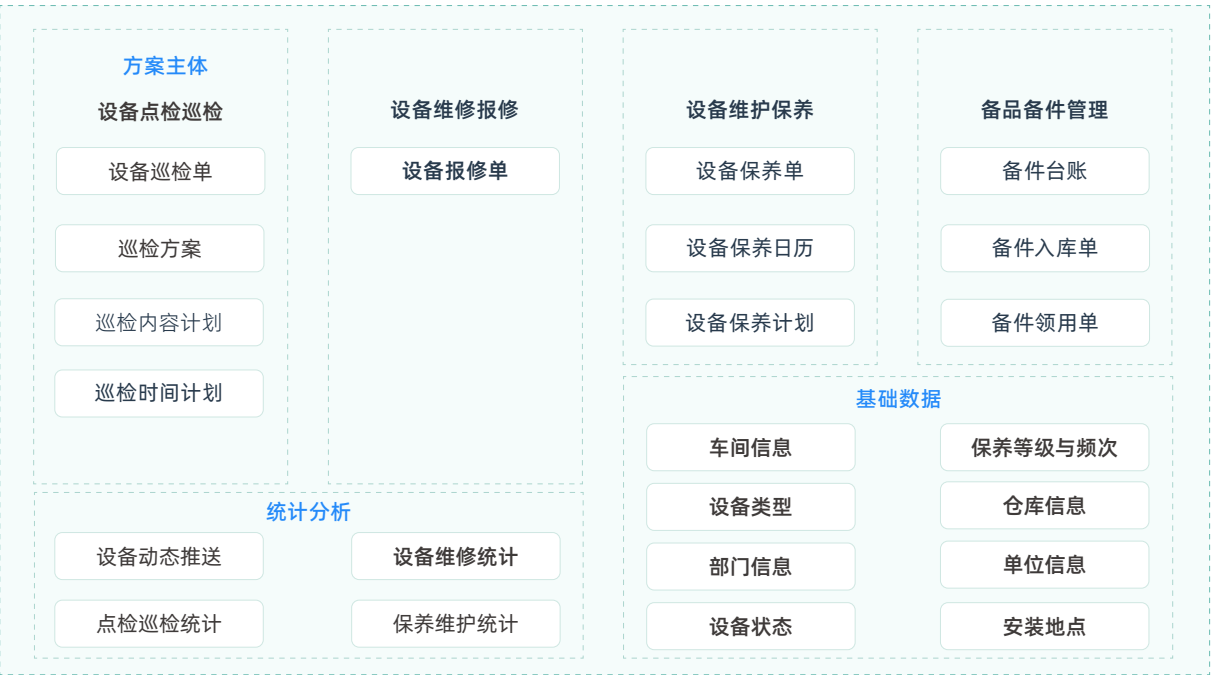 方案主体
设备点检巡检
设备巡检单
巡检方案
巡检内容计划
巡检时间计划
设备维修报修
设备报修单
设备维护保养
设备保养单
设备保养日历
设备保养计划
备品备件管理
备件台账
备件入库单
备件领用单
统计分析
设备动态推送
设备维修统计
点检巡检统计
保养维护统计
基础数据
车间信息
保养等级与频次
设备类型
仓库信息
部门信息
单位信息
设备状态
安装地点